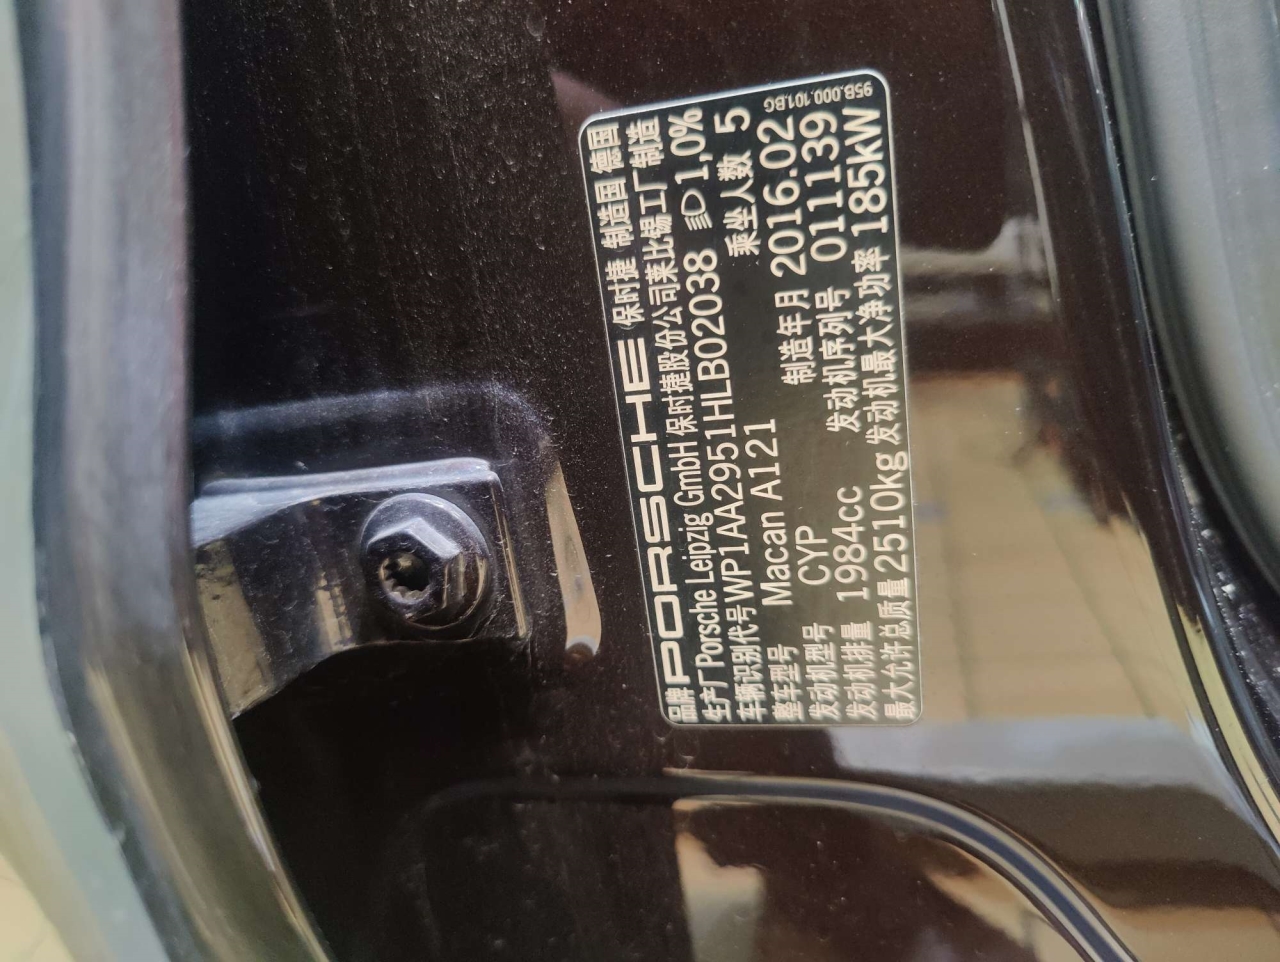 品牌 PORSCHE 保时捷 制造国 德国
生产厂 Porsche Leipzig GmbH 保时捷股份公司莱比锡工厂制造
车辆识别代号 WP1AA2951HLB02038 1,0%
整车型号 Macan A121 乘坐人数 5
发动机型号 CYP 制造年月 2016.02
发动机排量 1984cc 发动机序列号 0111139
最大允许总质量 2510kg 发动机最大净功率 185kW
95B.000.101.BG